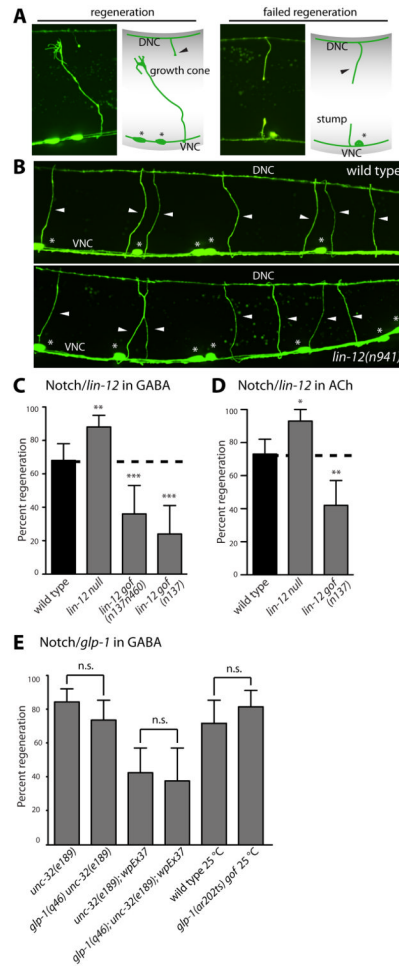 A
regeneration
failed regeneration
DNC
growth cone
VNC
*
*
*
*
DNC
stump
VNC
*
B
wild type
DNC
VNC
*
*
*
*
DNC
VNC
*
*
*
*
*
*
lin-12(n941)
C
Notch/lin-12 in GABA
Percent regeneration
100
80
60
40
20
0
**
***
***
wild type
lin-12 null
lin-12 gof
(n137n460)
lin-12 gof
(n137)
D
Notch/lin-12 in ACh
Percent regeneration
100
80
60
40
20
0
*
**
wild type
lin-12 null
lin-12 gof
(n137)
E
Notch/glp-1 in GABA
Percent regeneration
100
80
60
40
20
0
n.s.
n.s.
n.s.
unc-32(e189)
glp-1(q46) unc-32(e189)
unc-32(e189); wpEx37
glp-1(q46); unc-32(e189); wpEx37
wild type 25 °C
glp-1(ar202ts) gof 25 °C